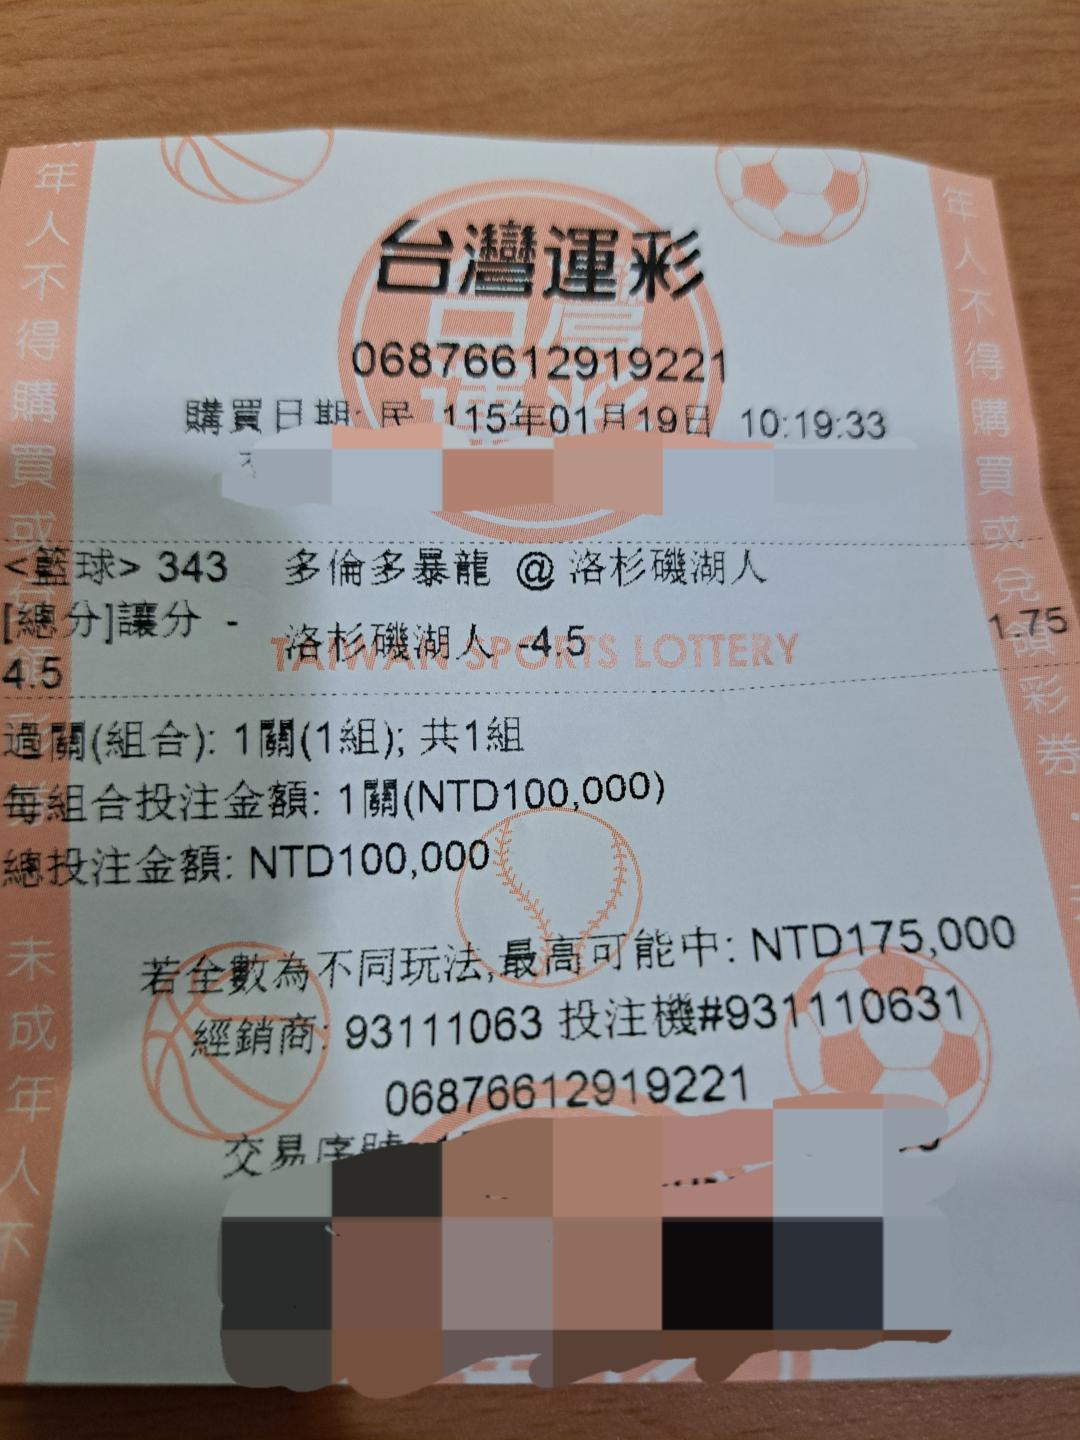 台灣運彩
06876612919221
購買日期: 民 115年01月19日 10:19:33
<籃球> 343 多倫多暴龍 @ 洛杉磯湖人
[總分]讓分 - 洛杉磯湖人 -4.5 1.75
4.5
TAIWAN SPORTS LOTTERY
過關(組合): 1關(1組); 共1組
每組合投注金額: 1關(NTD100,000)
總投注金額: NTD100,000
若全數為不同玩法,最高可能中: NTD175,000
經銷商: 93111063 投注機#931110631
06876612919221
交易序號:
年人不得購買或兌領彩券
未成年人不得
年人不得購買或兌領彩券